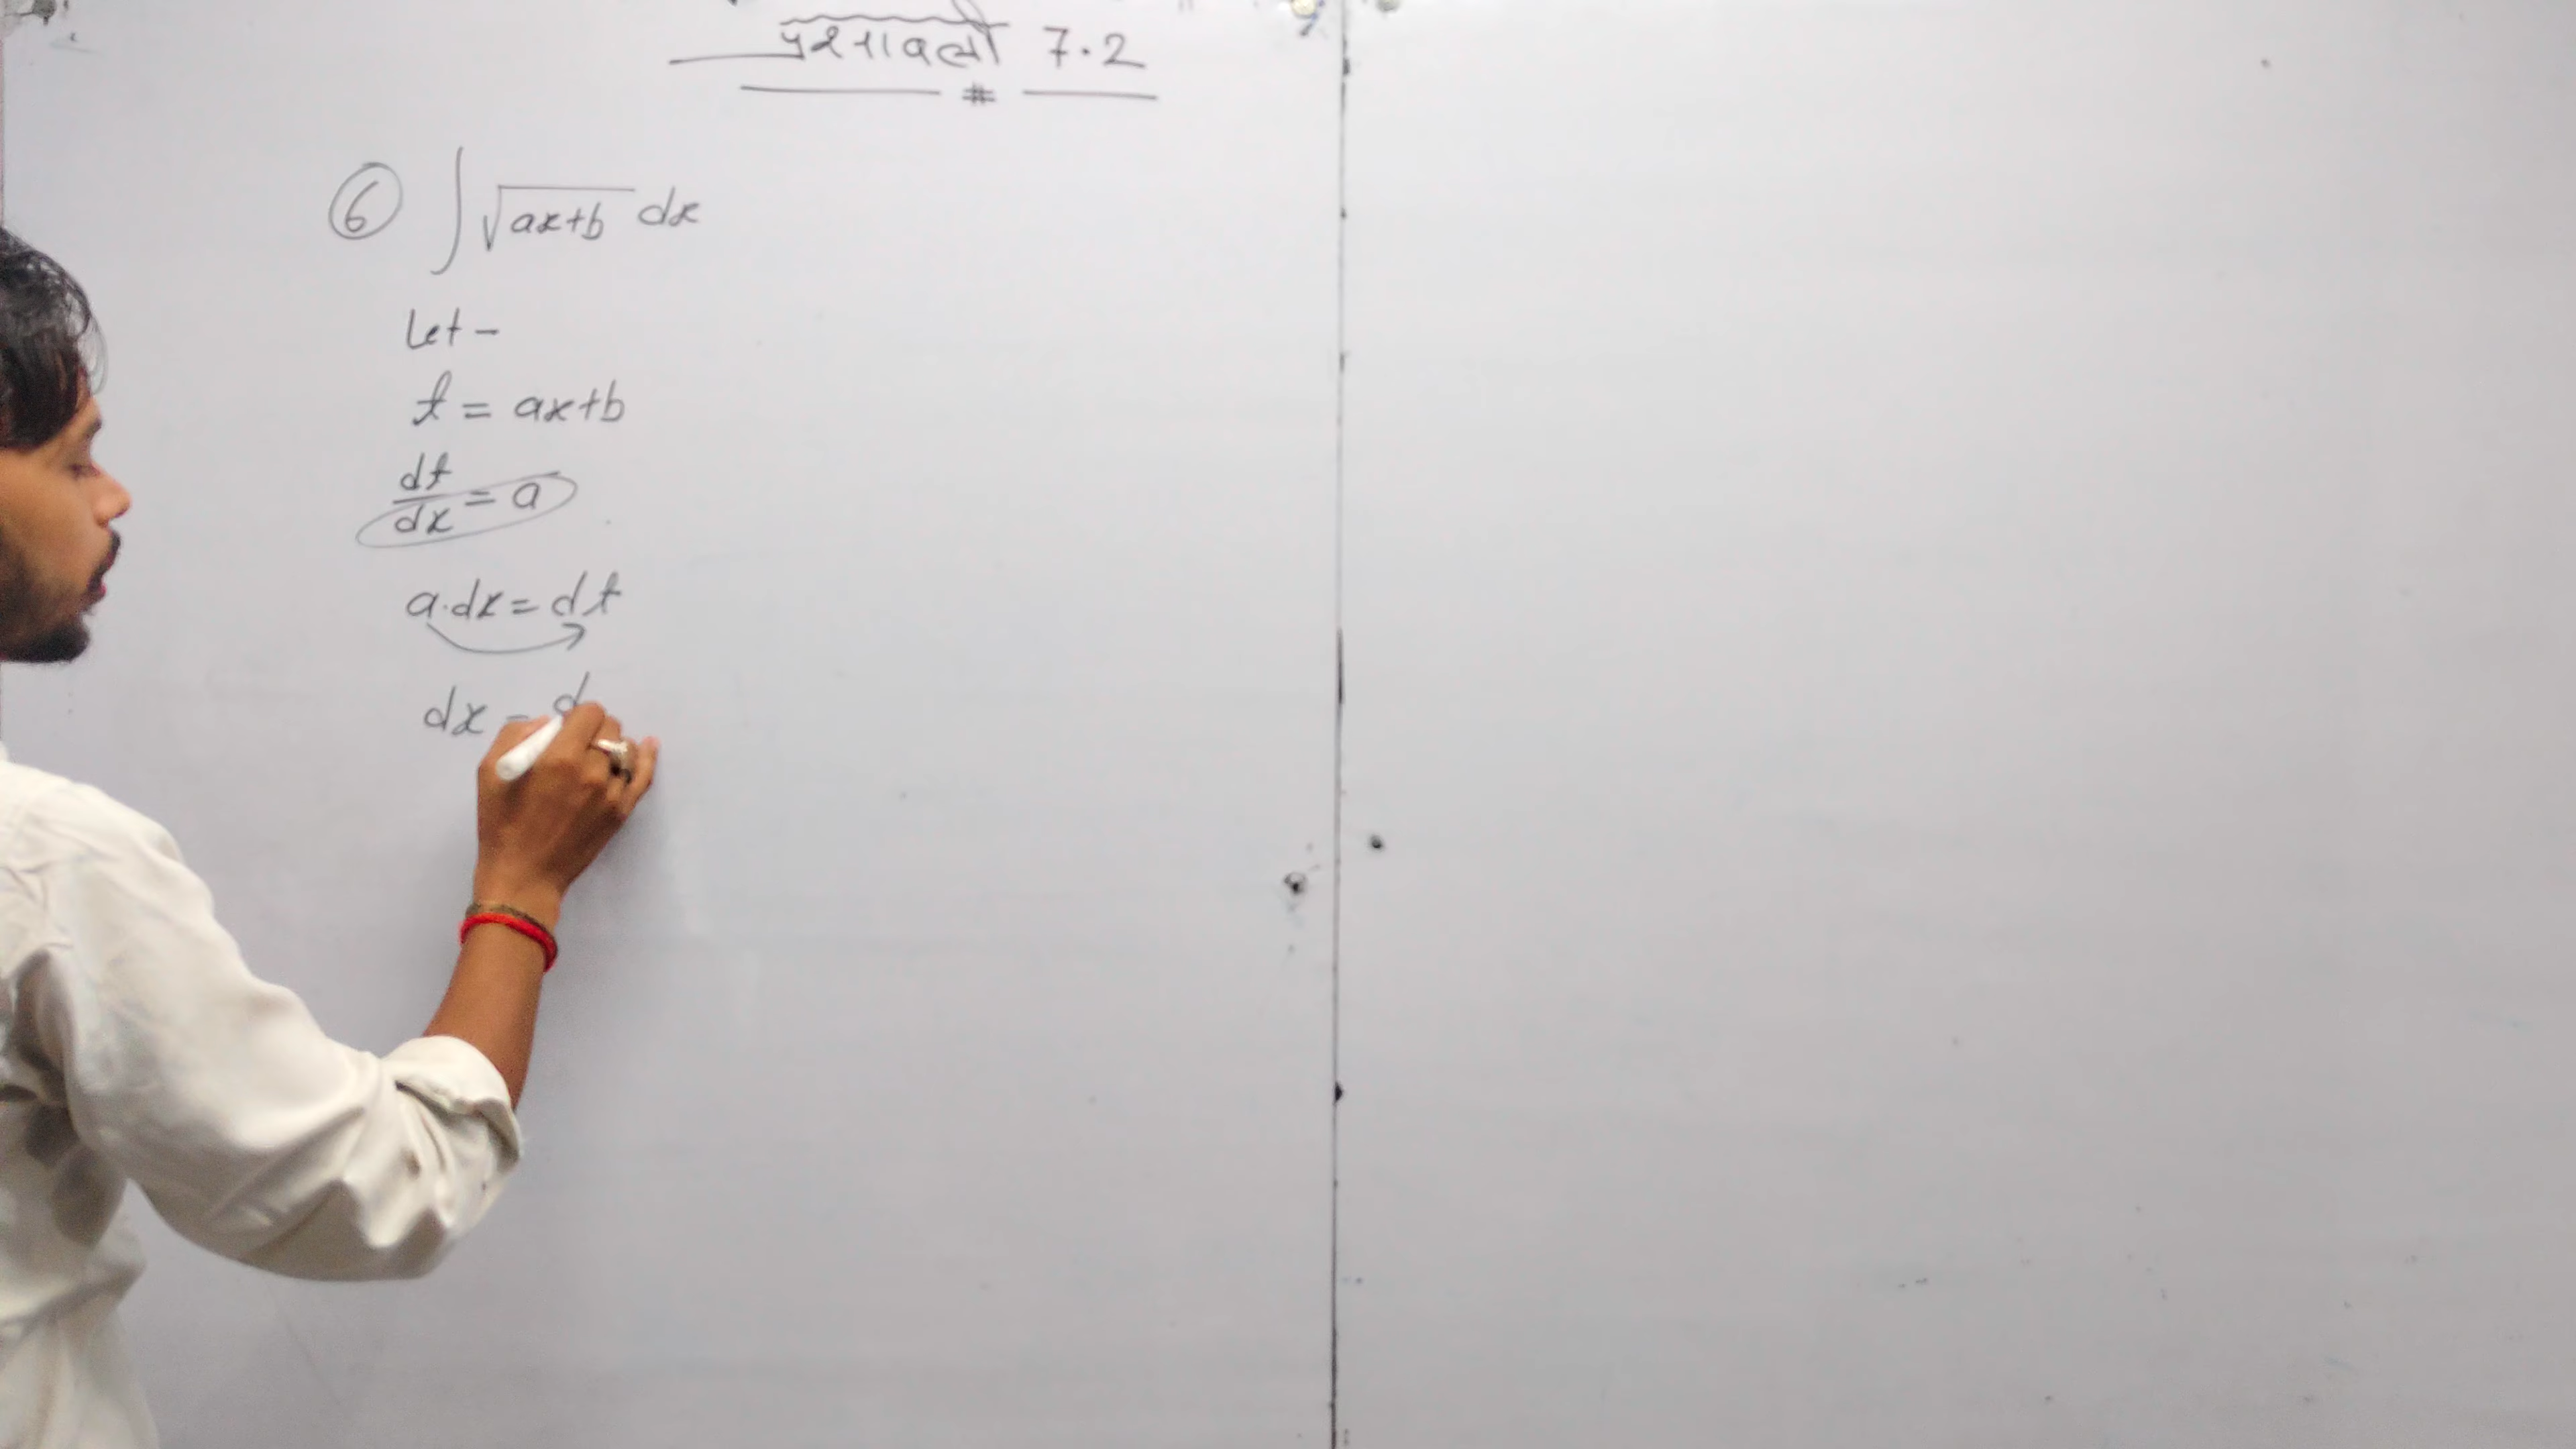 प्रश्नावली 7.2
#
⑥ ∫ √ax+b dx
Let -
t = ax+b
dt/dx = a
a.dx = dt
dx = d